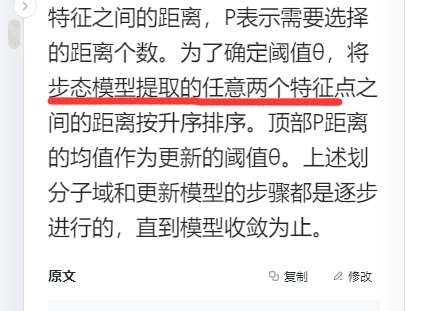 特征之间的距离，P表示需要选择
的距离个数。为了确定阈值θ，将
步态模型提取的任意两个特征点之
间的距离按升序排序。顶部P距离
的均值作为更新的阈值θ。上述划
分子域和更新模型的步骤都是逐步
进行的，直到模型收敛为止。
原文 复制 修改